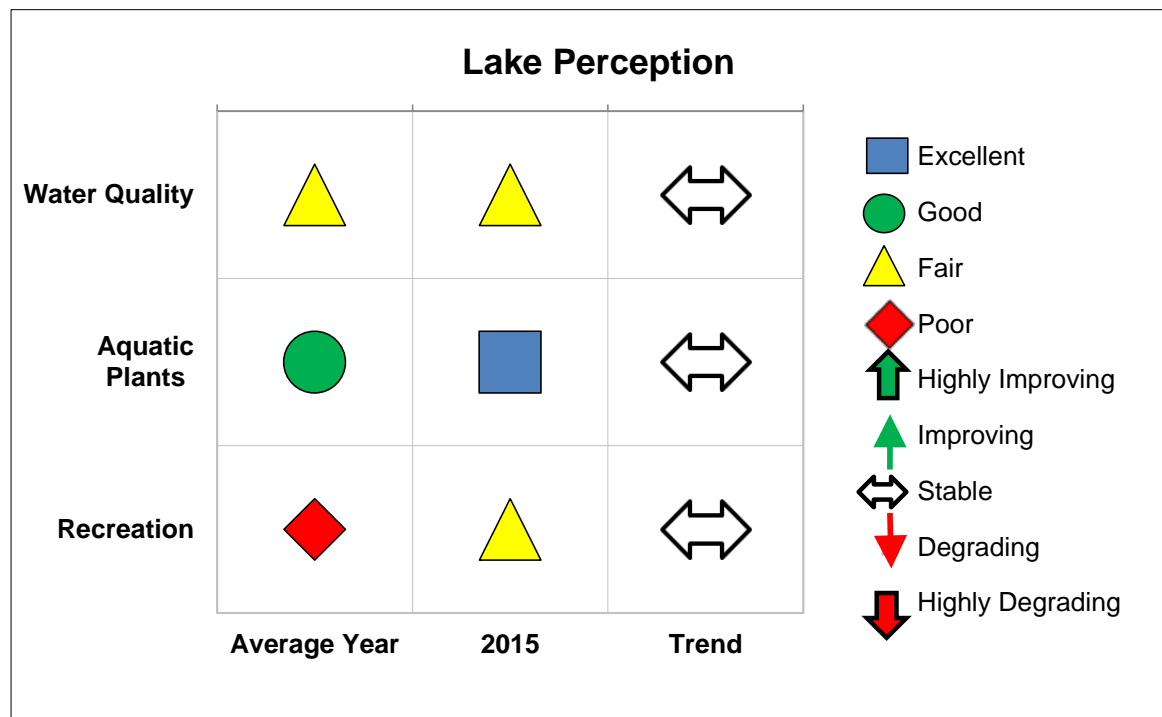 Lake Perception
Water Quality
Aquatic
Plants
Recreation
Average Year
2015
Trend
Excellent
Good
Fair
Poor
Highly Improving
Improving
Stable
Degrading
Highly Degrading